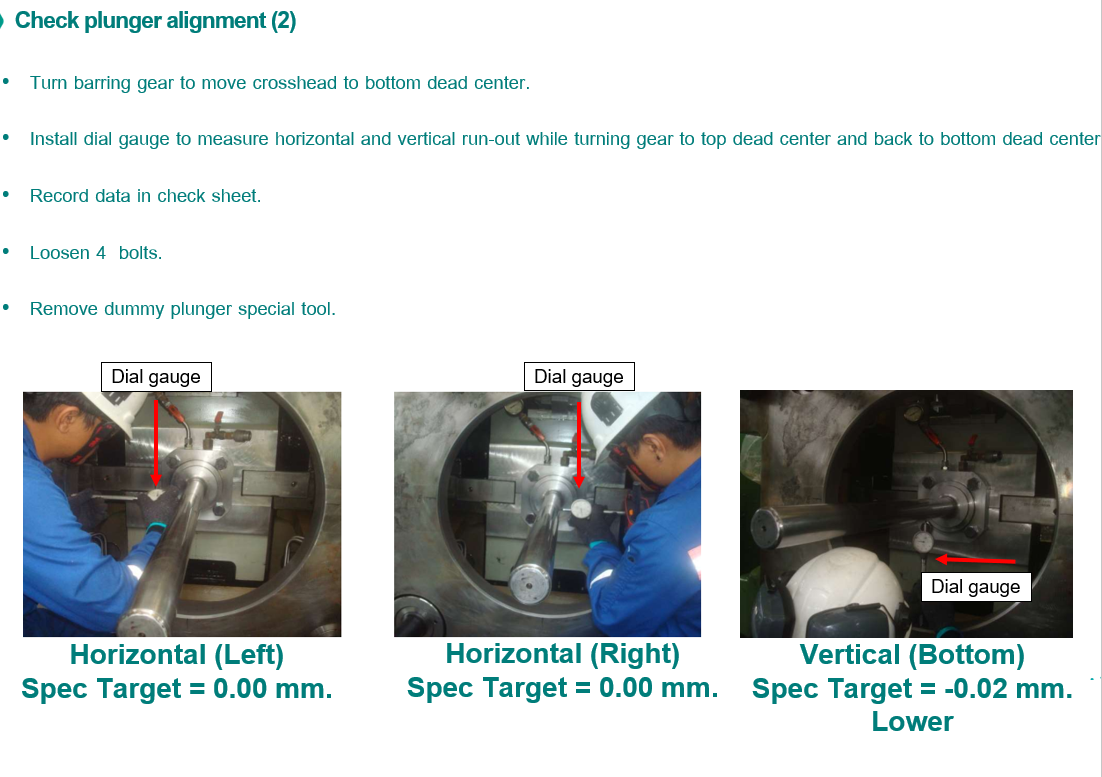 Check plunger alignment (2)
• Turn barring gear to move crosshead to bottom dead center.
• Install dial gauge to measure horizontal and vertical run-out while turning gear to top dead center and back to bottom dead center
• Record data in check sheet.
• Loosen 4  bolts.
• Remove dummy plunger special tool.
Dial gauge
Dial gauge
Dial gauge
Horizontal (Left)
Spec Target = 0.00 mm.
Horizontal (Right)
Spec Target = 0.00 mm.
Vertical (Bottom)
Spec Target = -0.02 mm.
Lower